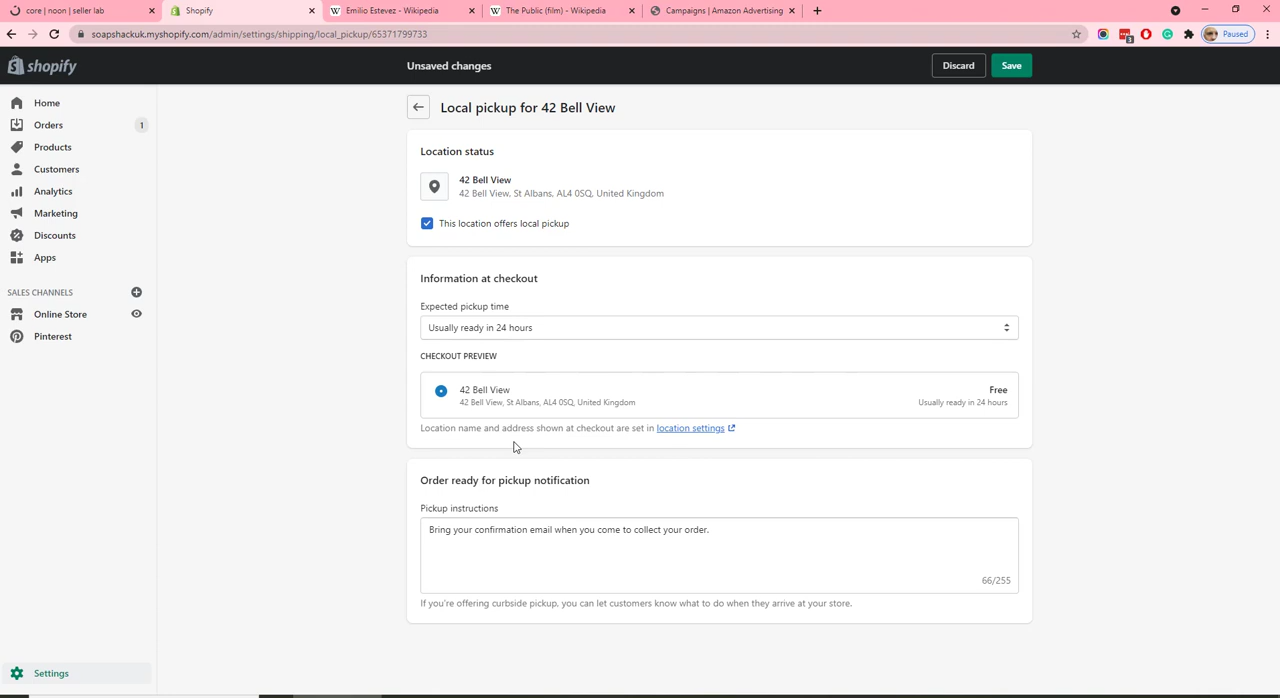 core | noon | seller lab
Shopify
Emilio Estevez - Wikipedia
The Public (film) - Wikipedia
Campaigns | Amazon Advertising
soapshackuk.myshopify.com/admin/settings/shipping/local_pickup/65371799733
3
Paused
shopify
Unsaved changes
Discard
Save
Home
Orders
1
Products
Customers
Analytics
Marketing
Discounts
Apps
SALES CHANNELS
Online Store
Pinterest
Settings
Local pickup for 42 Bell View
Location status
42 Bell View
42 Bell View, St Albans, AL4 0SQ, United Kingdom
This location offers local pickup
Information at checkout
Expected pickup time
Usually ready in 24 hours
CHECKOUT PREVIEW
42 Bell View Free
42 Bell View, St Albans, AL4 0SQ, United Kingdom Usually ready in 24 hours
Location name and address shown at checkout are set in location settings
Order ready for pickup notification
Pickup instructions
Bring your confirmation email when you come to collect your order.
66/255
If you're offering curbside pickup, you can let customers know what to do when they arrive at your store.